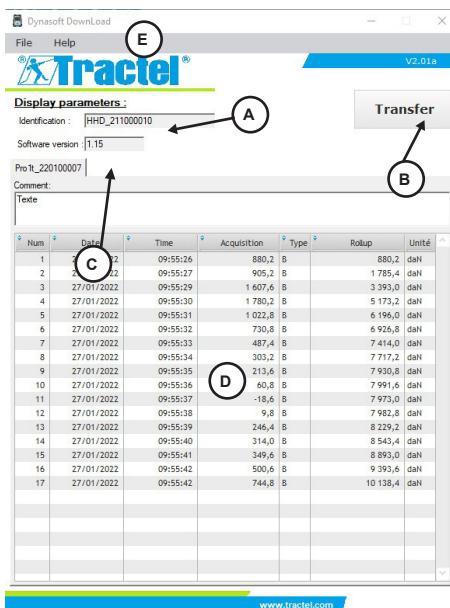 Dynasoft DownLoad
File Help
E
Tractel®
V2.01a
Display parameters :
Identification : HHD_211000010
A
Transfer
Software version : 1.15
B
Pro 1t_220100007
Comment:
Texte
Num Date Time Acquisition Type Rollup Unité
C
1 09:55:26 880,2 B 880,2 daN
2 09:55:27 905,2 B 1 785,4 daN
3 27/01/2022 09:55:29 1 607,6 B 3 393,0 daN
4 27/01/2022 09:55:30 1 780,2 B 5 173,2 daN
5 27/01/2022 09:55:31 1 022,8 B 6 196,0 daN
6 27/01/2022 09:55:32 730,8 B 6 926,8 daN
7 27/01/2022 09:55:33 487,4 B 7 414,0 daN
8 27/01/2022 09:55:34 303,2 B 7 717,2 daN
9 27/01/2022 09:55:35 213,6 B 7 930,8 daN
D
10 27/01/2022 09:55:36 60,8 B 7 991,6 daN
11 27/01/2022 09:55:37 -18,6 B 7 973,0 daN
12 27/01/2022 09:55:38 9,8 B 7 982,8 daN
13 27/01/2022 09:55:39 246,4 B 8 229,2 daN
14 27/01/2022 09:55:40 314,0 B 8 543,4 daN
15 27/01/2022 09:55:41 349,6 B 8 893,0 daN
16 27/01/2022 09:55:42 500,6 B 9 393,6 daN
17 27/01/2022 09:55:42 744,8 B 10 138,4 daN
www.tractel.com